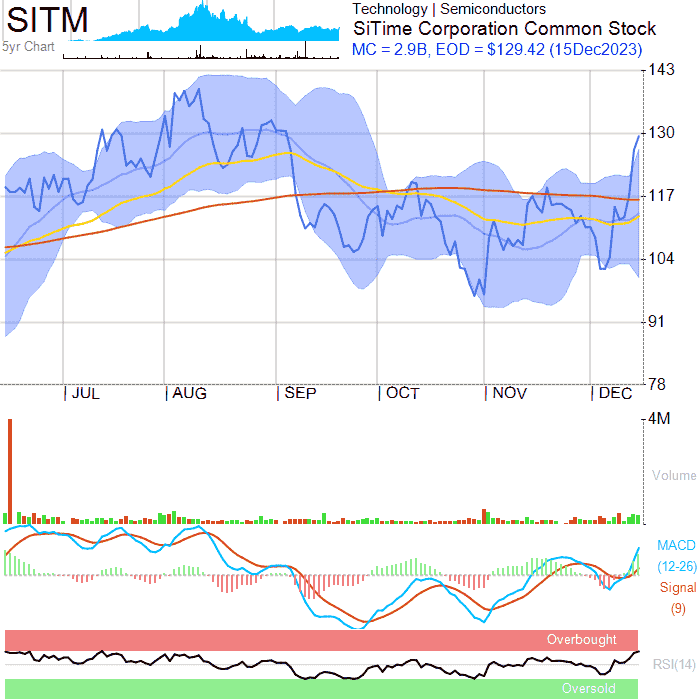 SITM
5yr Chart
Technology | Semiconductors
SiTime Corporation Common Stock
MC = 2.9B, EOD = $129.42 (15Dec2023)
143
130
117
104
91
78
JUL AUG SEP OCT NOV DEC
4M
Volume
MACD
(12-26)
Signal
(9)
Overbought
RSI(14)
Oversold